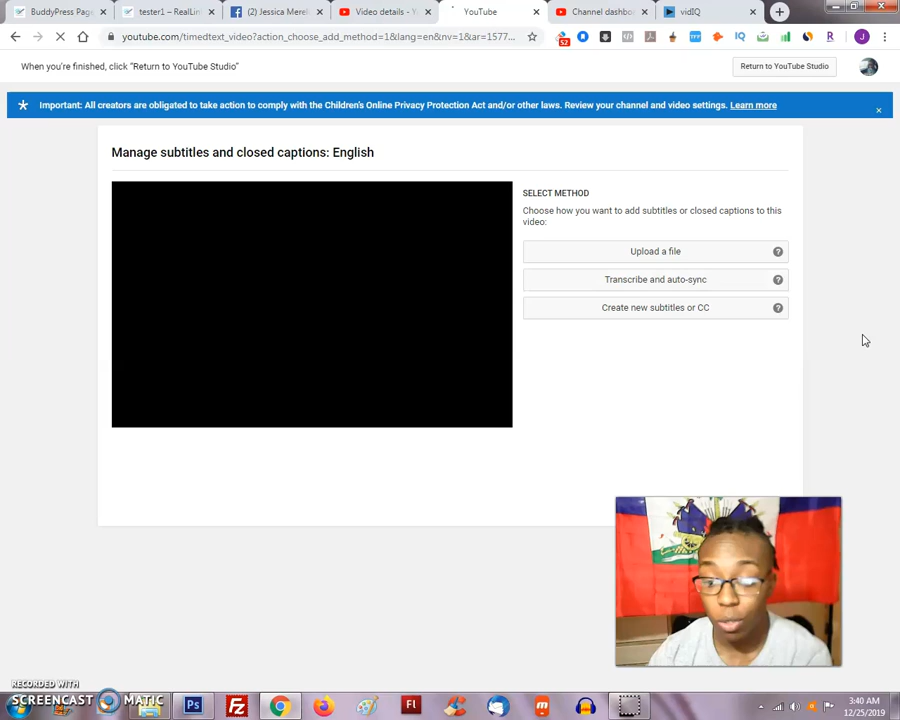 BuddyPress Page
tester1 – RealLin
(2) Jessica Mere
Video details - Y
YouTube
Channel dashbo
vidIQ
youtube.com/timedtext_video?action_choose_add_method=1&lang=en&nv=1&ar=1577...
52
IQ
R
J
When you're finished, click "Return to YouTube Studio"
Return to YouTube Studio
Important: All creators are obligated to take action to comply with the Children's Online Privacy Protection Act and/or other laws. Review your channel and video settings. Learn more
Manage subtitles and closed captions: English
SELECT METHOD
Choose how you want to add subtitles or closed captions to this
video:
Upload a file
Transcribe and auto-sync
Create new subtitles or CC
RECORDED WITH
SCREENCAST MATIC
Ps
Fz
Fl
3:40 AM
12/25/2019